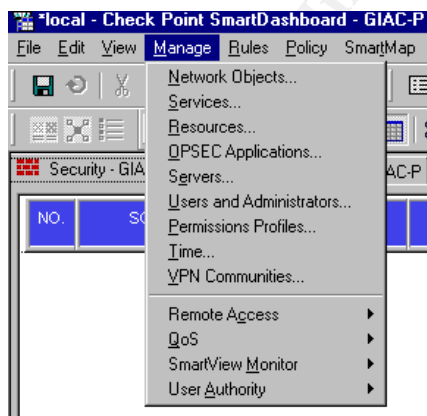 *local - Check Point SmartDashboard - GIAC-P
File Edit View Manage Rules Policy SmartMap
Network Objects...
Services...
Resources...
OPSEC Applications...
Servers...
Security - GIA
AC-P
Users and Administrators...
NO. SO
Permissions Profiles...
Time...
VPN Communities...
Remote Access
QoS
SmartView Monitor
User Authority